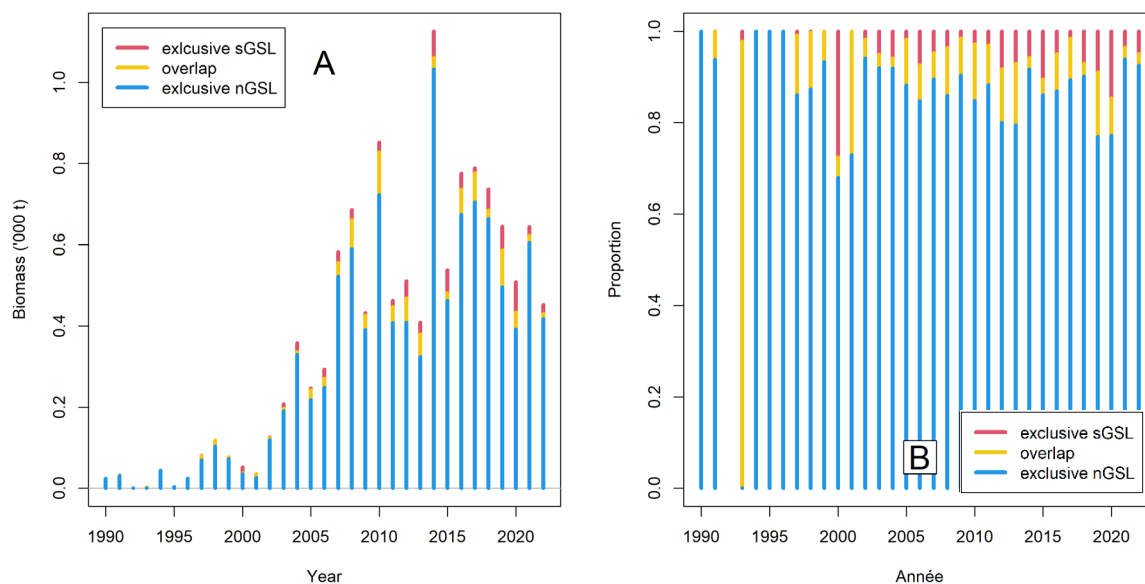 exlcusive sGSL
overlap
exlcusive nGSL
A
Biomass ('000 t)
0.0
0.2
0.4
0.6
0.8
1.0
1990
1995
2000
2005
2010
2015
2020
Year
Proportion
0.0
0.2
0.4
0.6
0.8
1.0
exclusive sGSL
overlap
exclusive nGSL
B
1990
1995
2000
2005
2010
2015
2020
Année